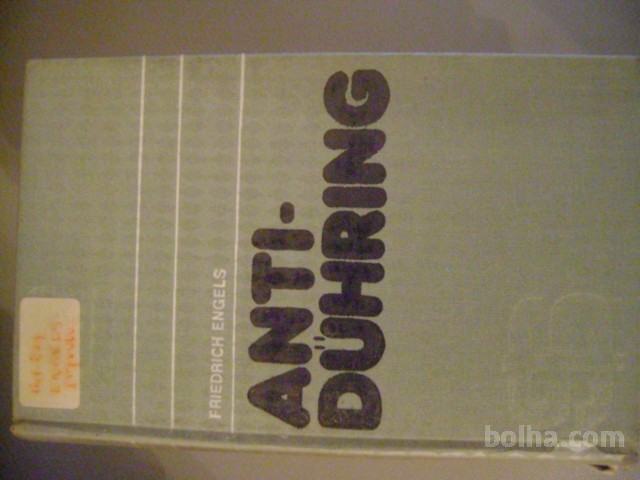 FRIEDRICH ENGELS
ANTI-
DÜHRING
bolha.com